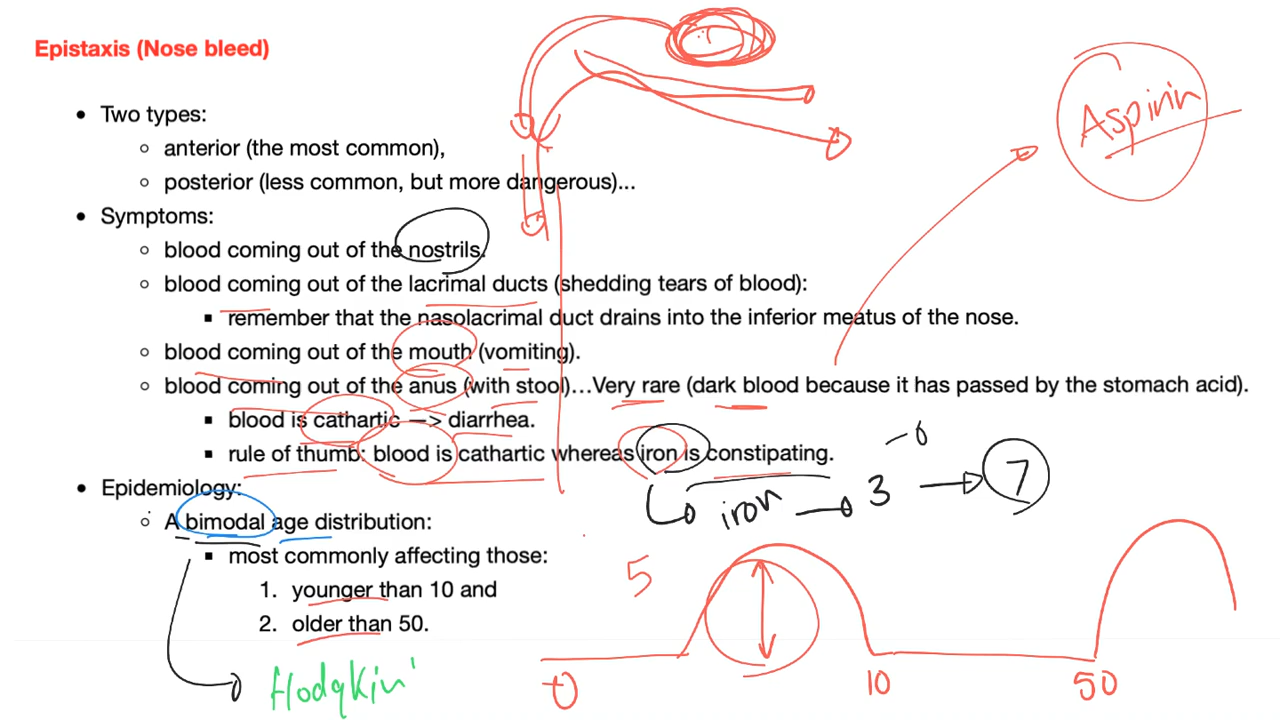 Epistaxis (Nose bleed)
Aspirin
• Two types:
◦ anterior (the most common),
◦ posterior (less common, but more dangerous)...
• Symptoms:
◦ blood coming out of the nostrils.
◦ blood coming out of the lacrimal ducts (shedding tears of blood):
▪ remember that the nasolacrimal duct drains into the inferior meatus of the nose.
◦ blood coming out of the mouth (vomiting).
◦ blood coming out of the anus (with stool)...Very rare (dark blood because it has passed by the stomach acid).
▪ blood is cathartic —> diarrhea.
▪ rule of thumb: blood is cathartic whereas iron is constipating.
iron 3 7
• Epidemiology:
◦ A bimodal age distribution:
▪ most commonly affecting those:
1. younger than 10 and
2. older than 50.
5
0 10 50
Hodgkin'